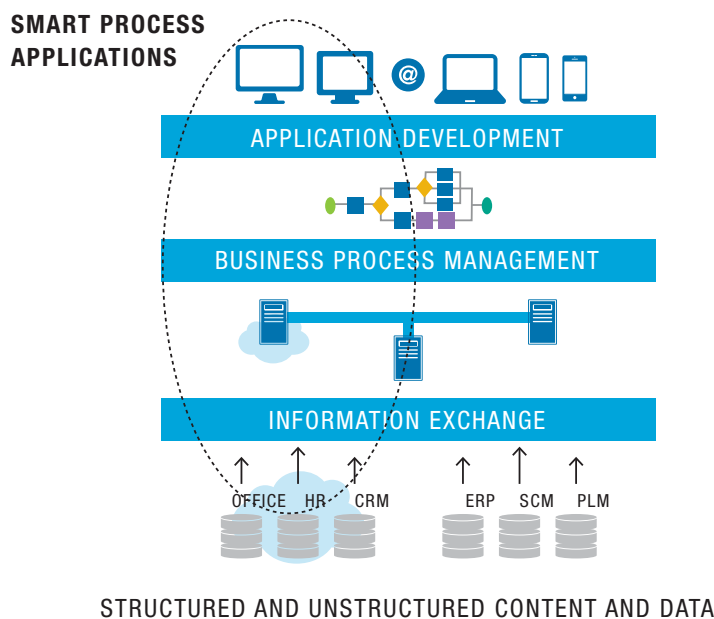 SMART PROCESS
APPLICATIONS
@
APPLICATION DEVELOPMENT
BUSINESS PROCESS MANAGEMENT
INFORMATION EXCHANGE
OFFICE HR CRM ERP SCM PLM
STRUCTURED AND UNSTRUCTURED CONTENT AND DATA